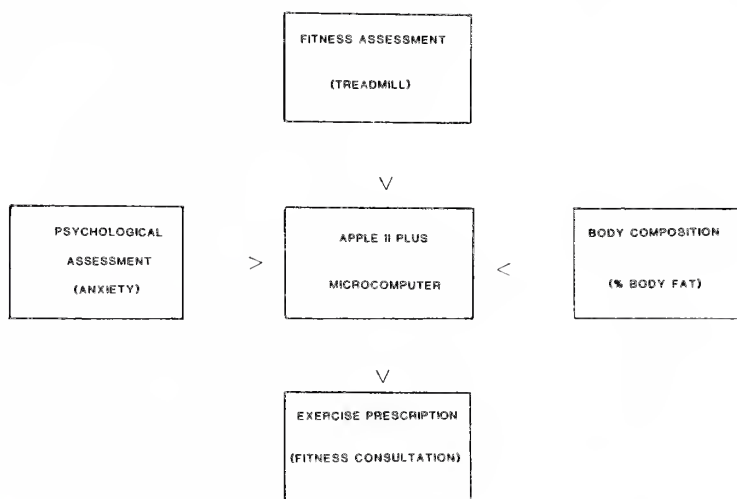 FITNESS ASSESSMENT
(TREADMILL)
V
PSYCHOLOGICAL
ASSESSMENT
(ANXIETY)
>
APPLE II PLUS
MICROCOMPUTER
<
BODY COMPOSITION
(% BODY FAT)
V
EXERCISE PRESCRIPTION
(FITNESS CONSULTATION)